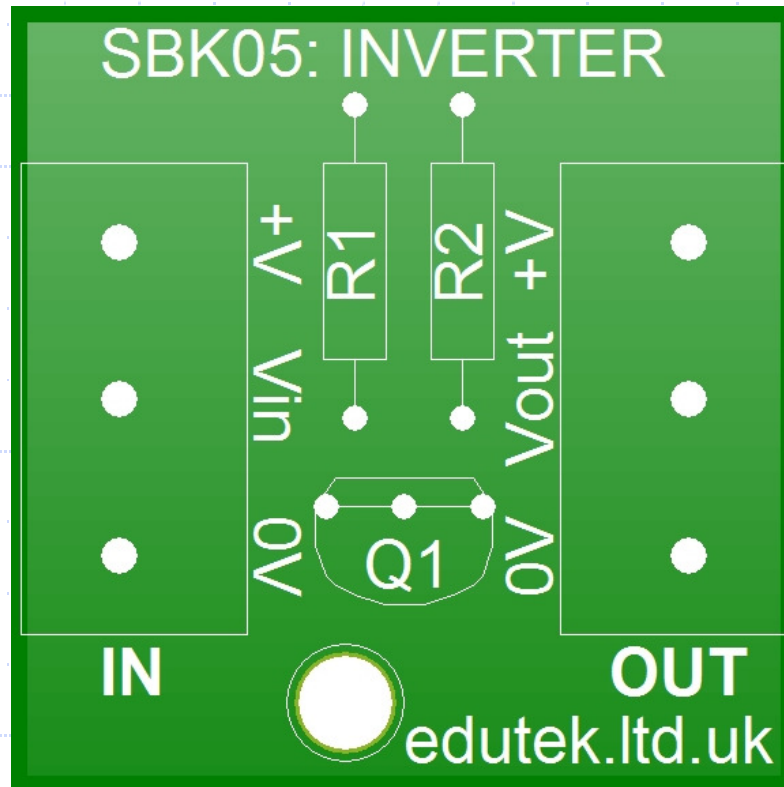 SBK05: INVERTER
+V
R1
R2
+V
Vin
Vout
0V
Q1
0V
IN
OUT
edutek.ltd.uk